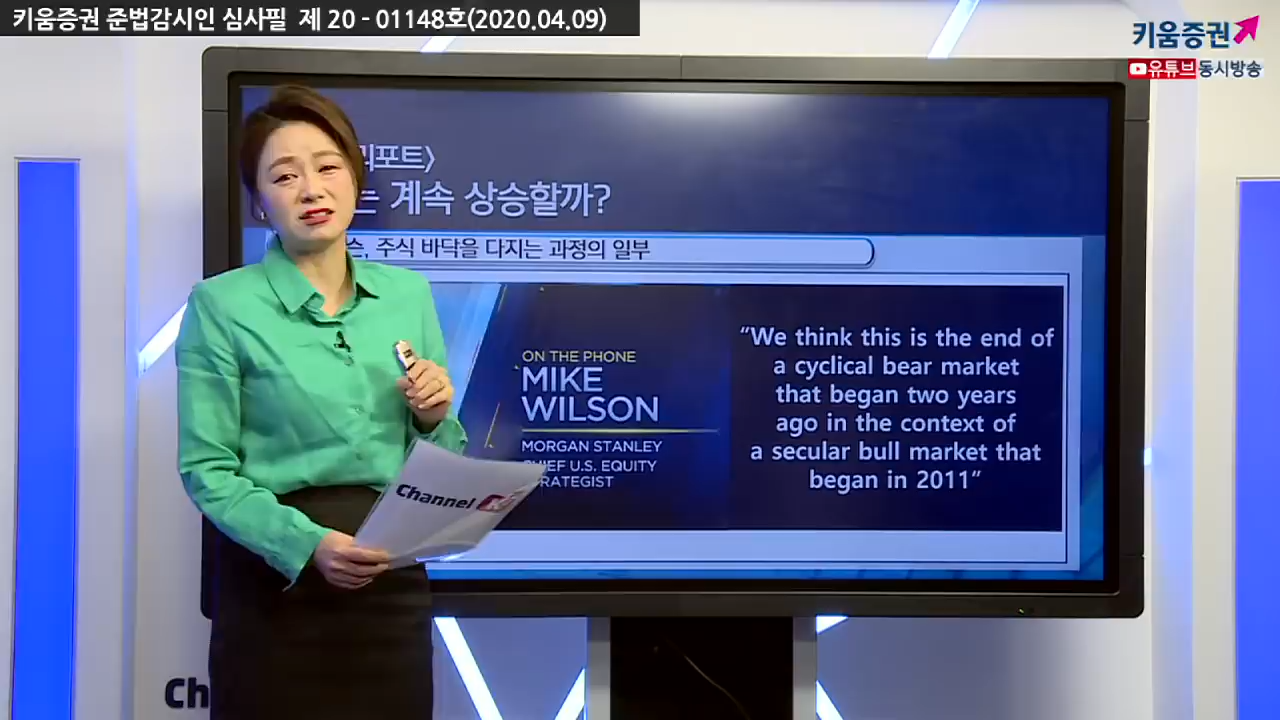 키움증권 준법감시인 심사필 제 20 - 01148호(2020.04.09)
키움증권
유튜브동시방송
리포트>
는 계속 상승할까?
슨, 주식 바닥을 다지는 과정의 일부
ON THE PHONE
MIKE
WILSON
MORGAN STANLEY
CHIEF U.S. EQUITY
RATEGIST
“We think this is the end of
a cyclical bear market
that began two years
ago in the context of
a secular bull market that
began in 2011”
Channel K
Ch